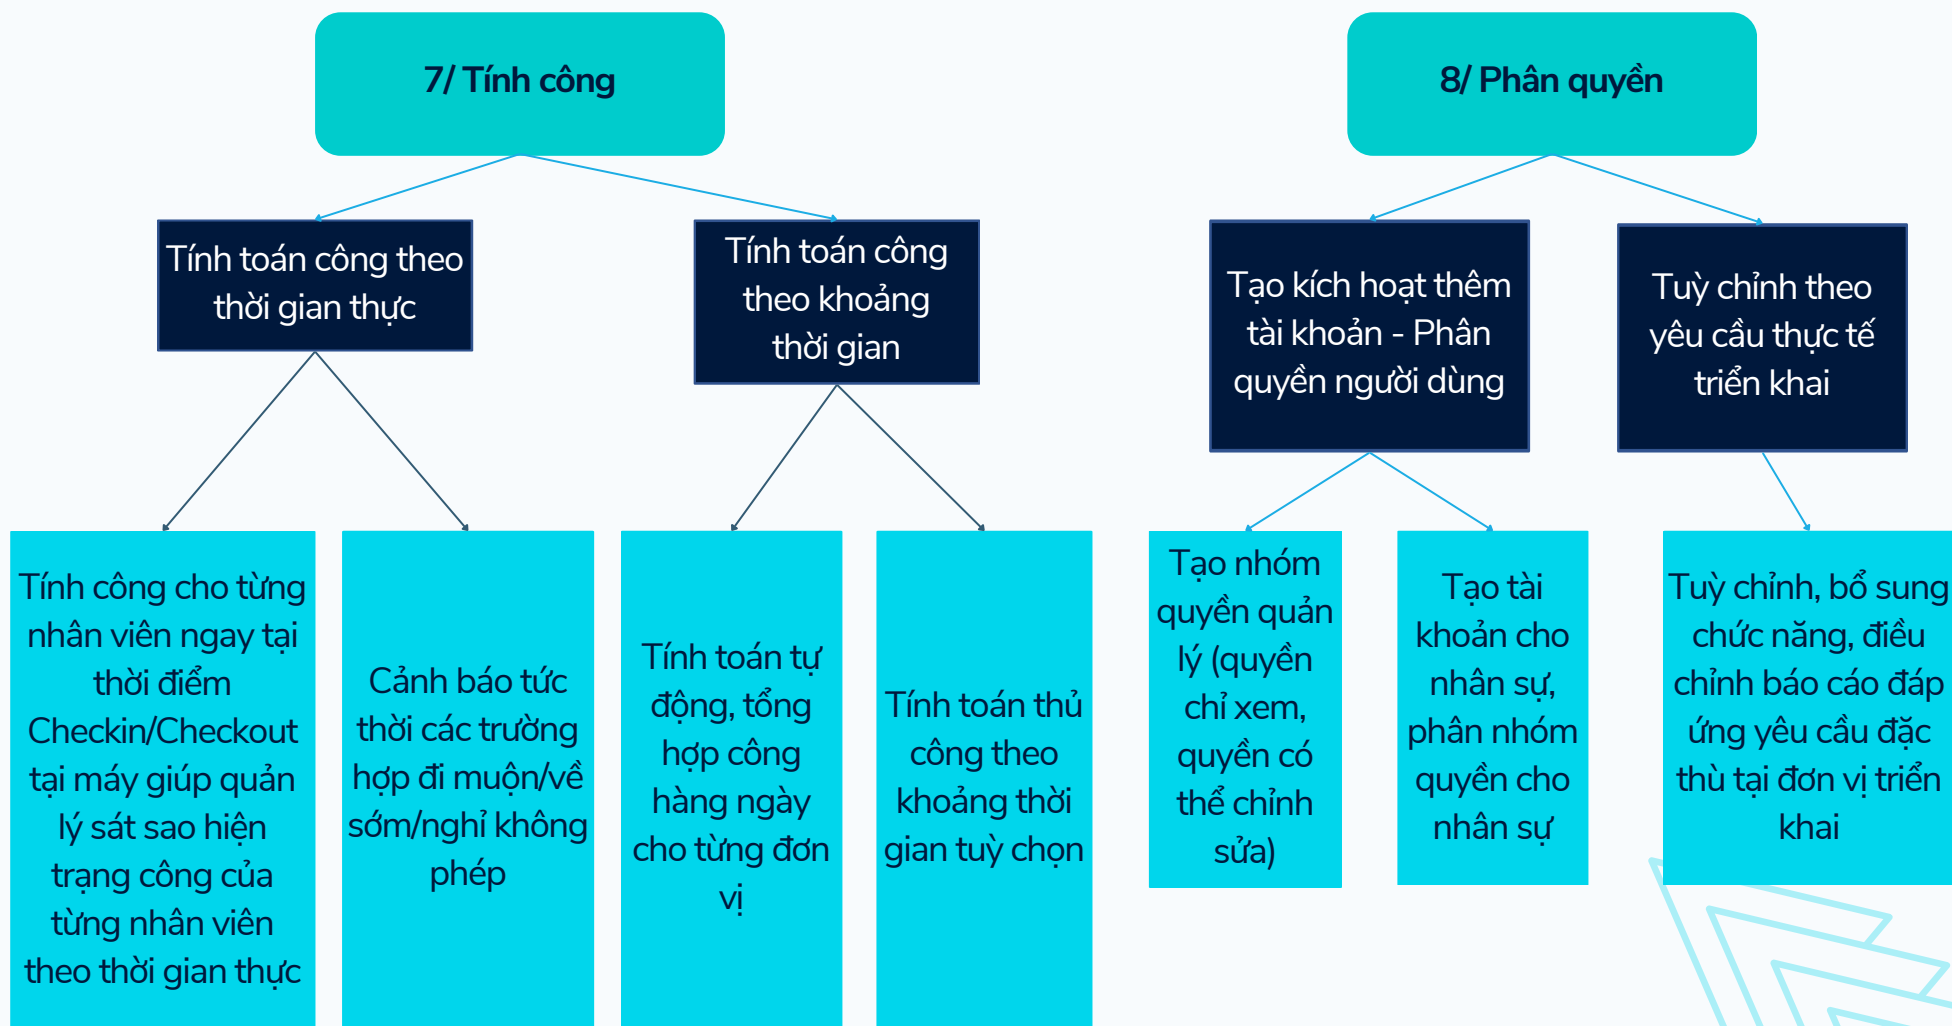 7/ Tính công
8/ Phân quyền
Tính toán công theo
thời gian thực
Tính toán công
theo khoảng
thời gian
Tạo kích hoạt thêm
tài khoản - Phân
quyền người dùng
Tuỳ chỉnh theo
yêu cầu thực tế
triển khai
Tính công cho từng
nhân viên ngay tại
thời điểm
Checkin/Checkout
tại máy giúp quản
lý sát sao hiện
trạng công của
từng nhân viên
theo thời gian thực
Cảnh báo tức
thời các trường
hợp đi muộn/về
sớm/nghỉ không
phép
Tính toán tự
động, tổng
hợp công
hàng ngày
cho từng đơn
vị
Tính toán thủ
công theo
khoảng thời
gian tuỳ chọn
Tạo nhóm
quyền quản
lý (quyền
chỉ xem,
quyền có
thể chỉnh
sửa)
Tạo tài
khoản cho
nhân sự,
phân nhóm
quyền cho
nhân sự
Tuỳ chỉnh, bổ sung
chức năng, điều
chỉnh báo cáo đáp
ứng yêu cầu đặc
thù tại đơn vị triển
khai